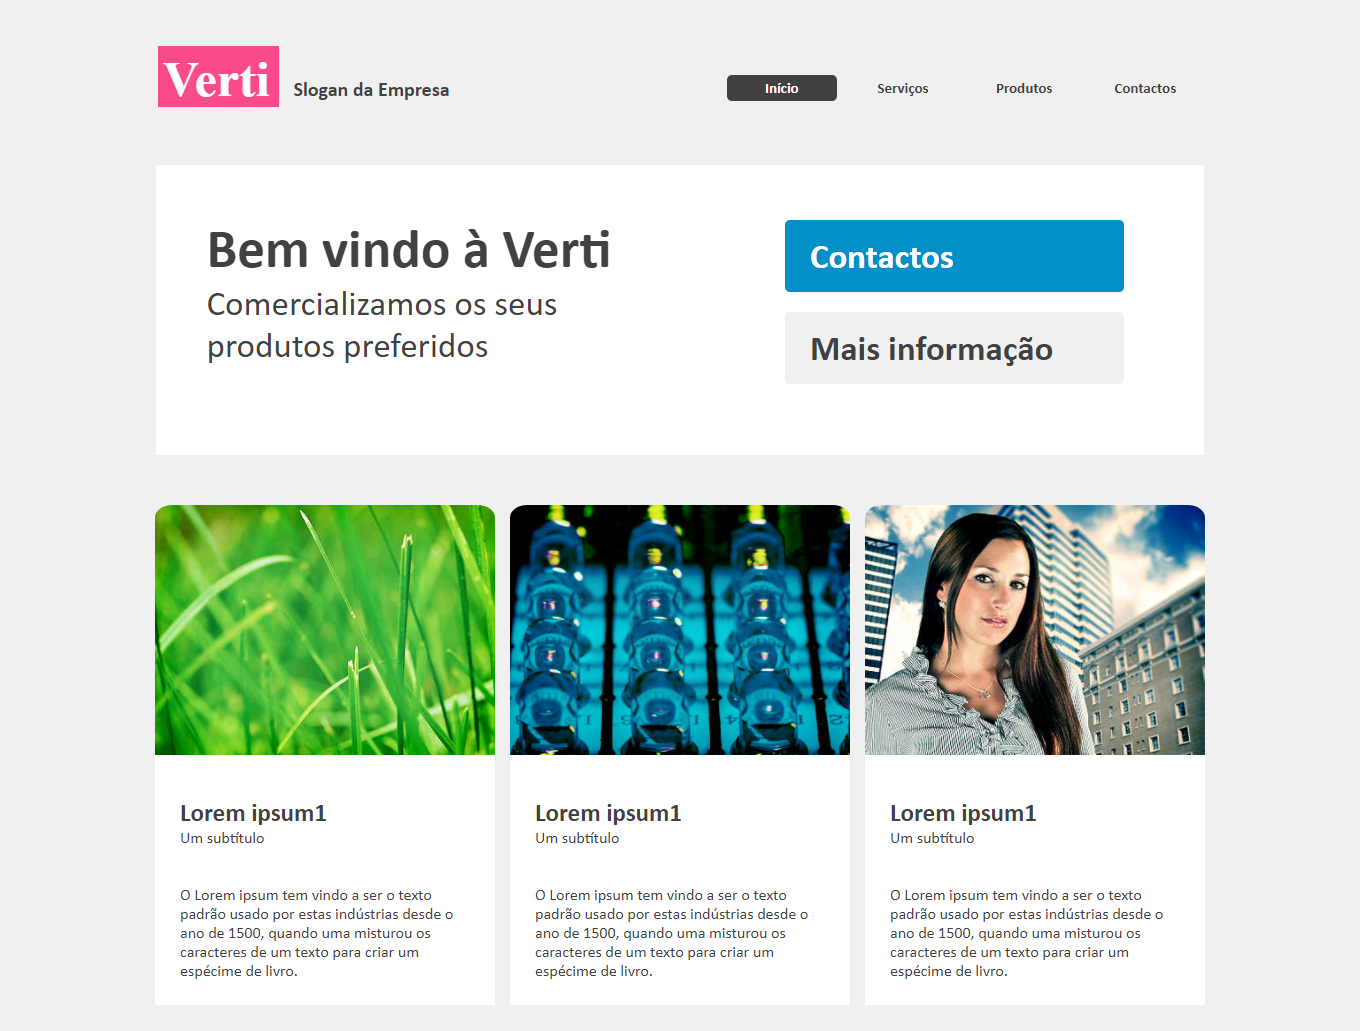 Verti
Slogan da Empresa
Início
Serviços
Produtos
Contactos
Bem vindo à Verti
Comercializamos os seus
produtos preferidos
Contactos
Mais informação
Lorem ipsum1
Um subtítulo
O Lorem ipsum tem vindo a ser o texto
padrão usado por estas indústrias desde o
ano de 1500, quando uma misturou os
caracteres de um texto para criar um
espécime de livro.
Lorem ipsum1
Um subtítulo
O Lorem ipsum tem vindo a ser o texto
padrão usado por estas indústrias desde o
ano de 1500, quando uma misturou os
caracteres de um texto para criar um
espécime de livro.
Lorem ipsum1
Um subtítulo
O Lorem ipsum tem vindo a ser o texto
padrão usado por estas indústrias desde o
ano de 1500, quando uma misturou os
caracteres de um texto para criar um
espécime de livro.